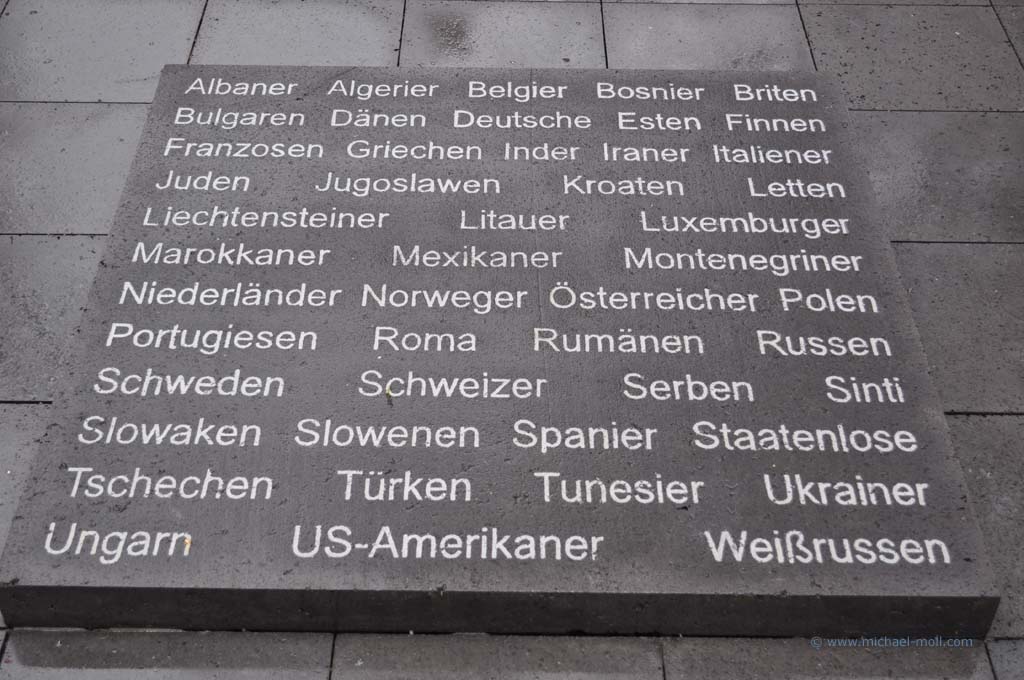 Albaner Algerier Belgier Bosnier Briten
Bulgaren Dänen Deutsche Esten Finnen
Franzosen Griechen Inder Iraner Italiener
Juden Jugoslawen Kroaten Letten
Liechtensteiner Litauer Luxemburger
Marokkaner Mexikaner Montenegriner
Niederländer Norweger Österreicher Polen
Portugiesen Roma Rumänen Russen
Schweden Schweizer Serben Sinti
Slowaken Slowenen Spanier Staatenlose
Tschechen Türken Tunesier Ukrainer
Ungarn US-Amerikaner Weißrussen
© www.michael-moll.com